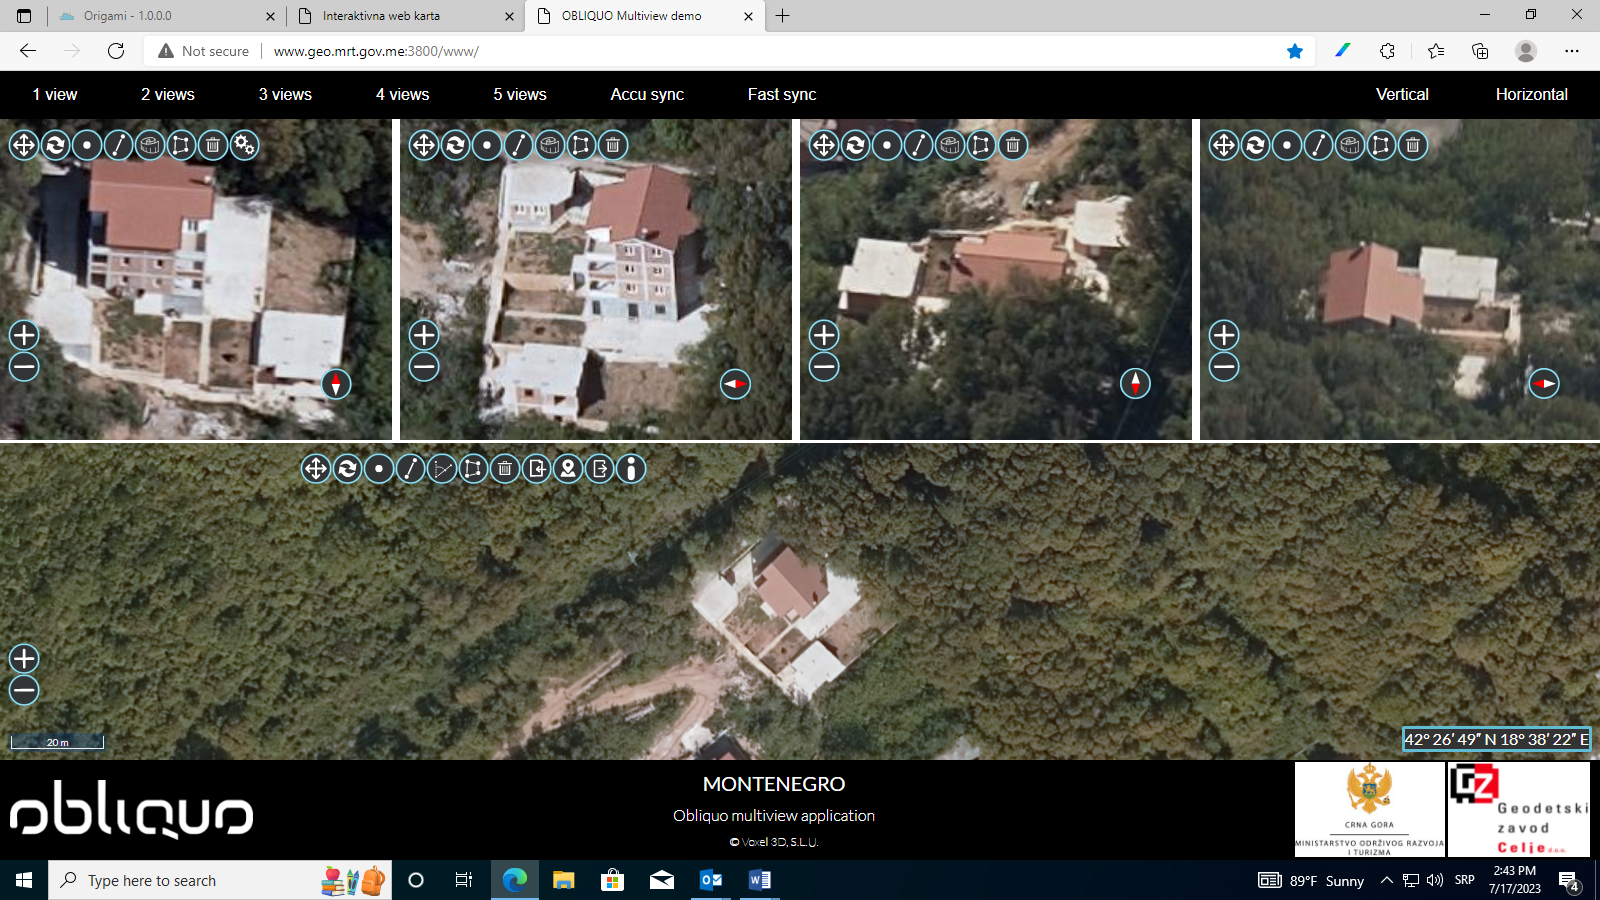 Origami - 1.0.0.0
Interaktivna web karta
OBLIQUO Multiview demo
Not secure
www.geo.mrt.gov.me:3800/www/
1 view
2 views
3 views
4 views
5 views
Accu sync
Fast sync
Vertical
Horizontal
20 m
42° 26′ 49″ N 18° 38′ 22″ E
obliquo
MONTENEGRO
Obliquo multiview application
© Voxel 3D, S.L.U.
CRNA GORA
MINISTARSTVO ODRŽIVOG RAZVOJA
I TURIZMA
GZ
Geodetski
zavod
Celje d.o.o.
Type here to search
89°F Sunny
SRP
2:43 PM
7/17/2023
4